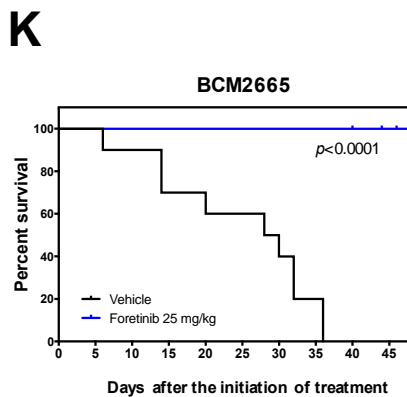 K
BCM2665
100
80
60
40
20
0
Percent survival
p<0.0001
Vehicle
Foretinib 25 mg/kg
0 5 10 15 20 25 30 35 40 45
Days after the initiation of treatment